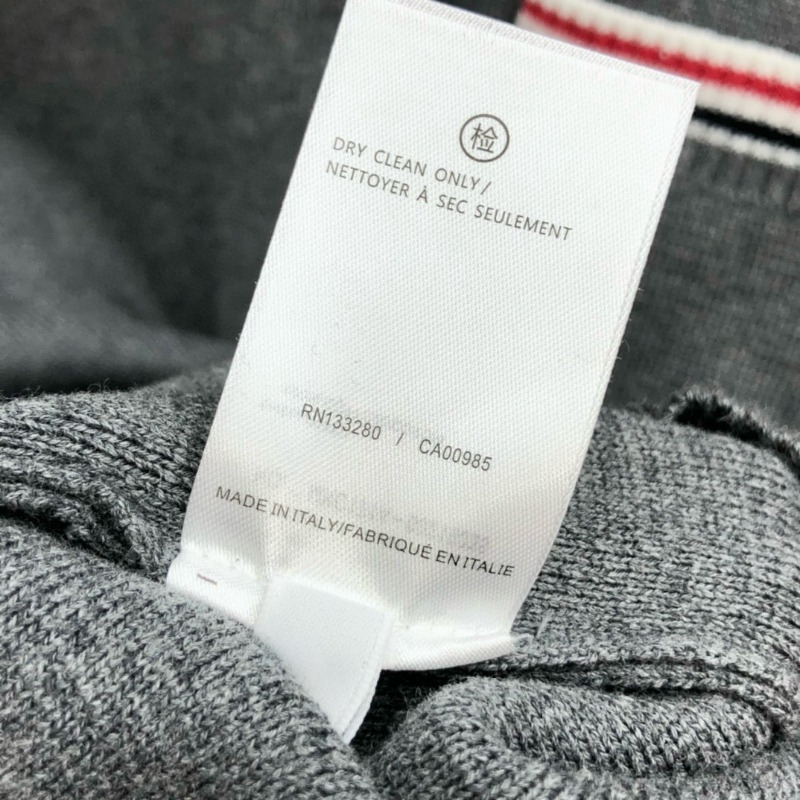 检
DRY CLEAN ONLY/
NETTOYER À SEC SEULEMENT
RN133280 / CA00985
MADE IN ITALY/FABRIQUÉ EN ITALIE